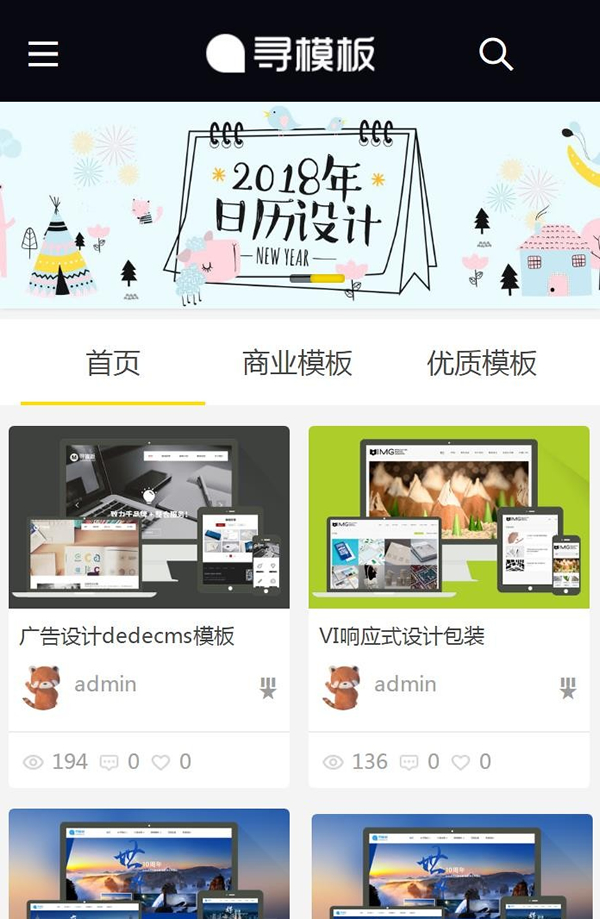 寻模板
2018年
日历设计
NEW YEAR
首页
商业模板
优质模板
致力于品牌+整合服务!
IMG
IMG
IMG
IMG
广告设计dedecms模板
VI响应式设计包装
admin
admin
194
0
0
136
0
0